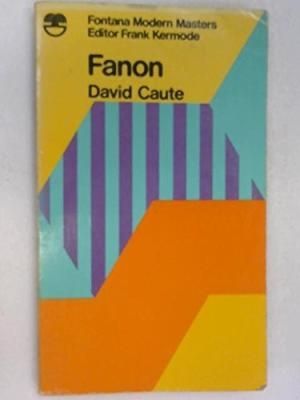 Fontana Modern Masters
Editor Frank Kermode
Fanon
David Caute